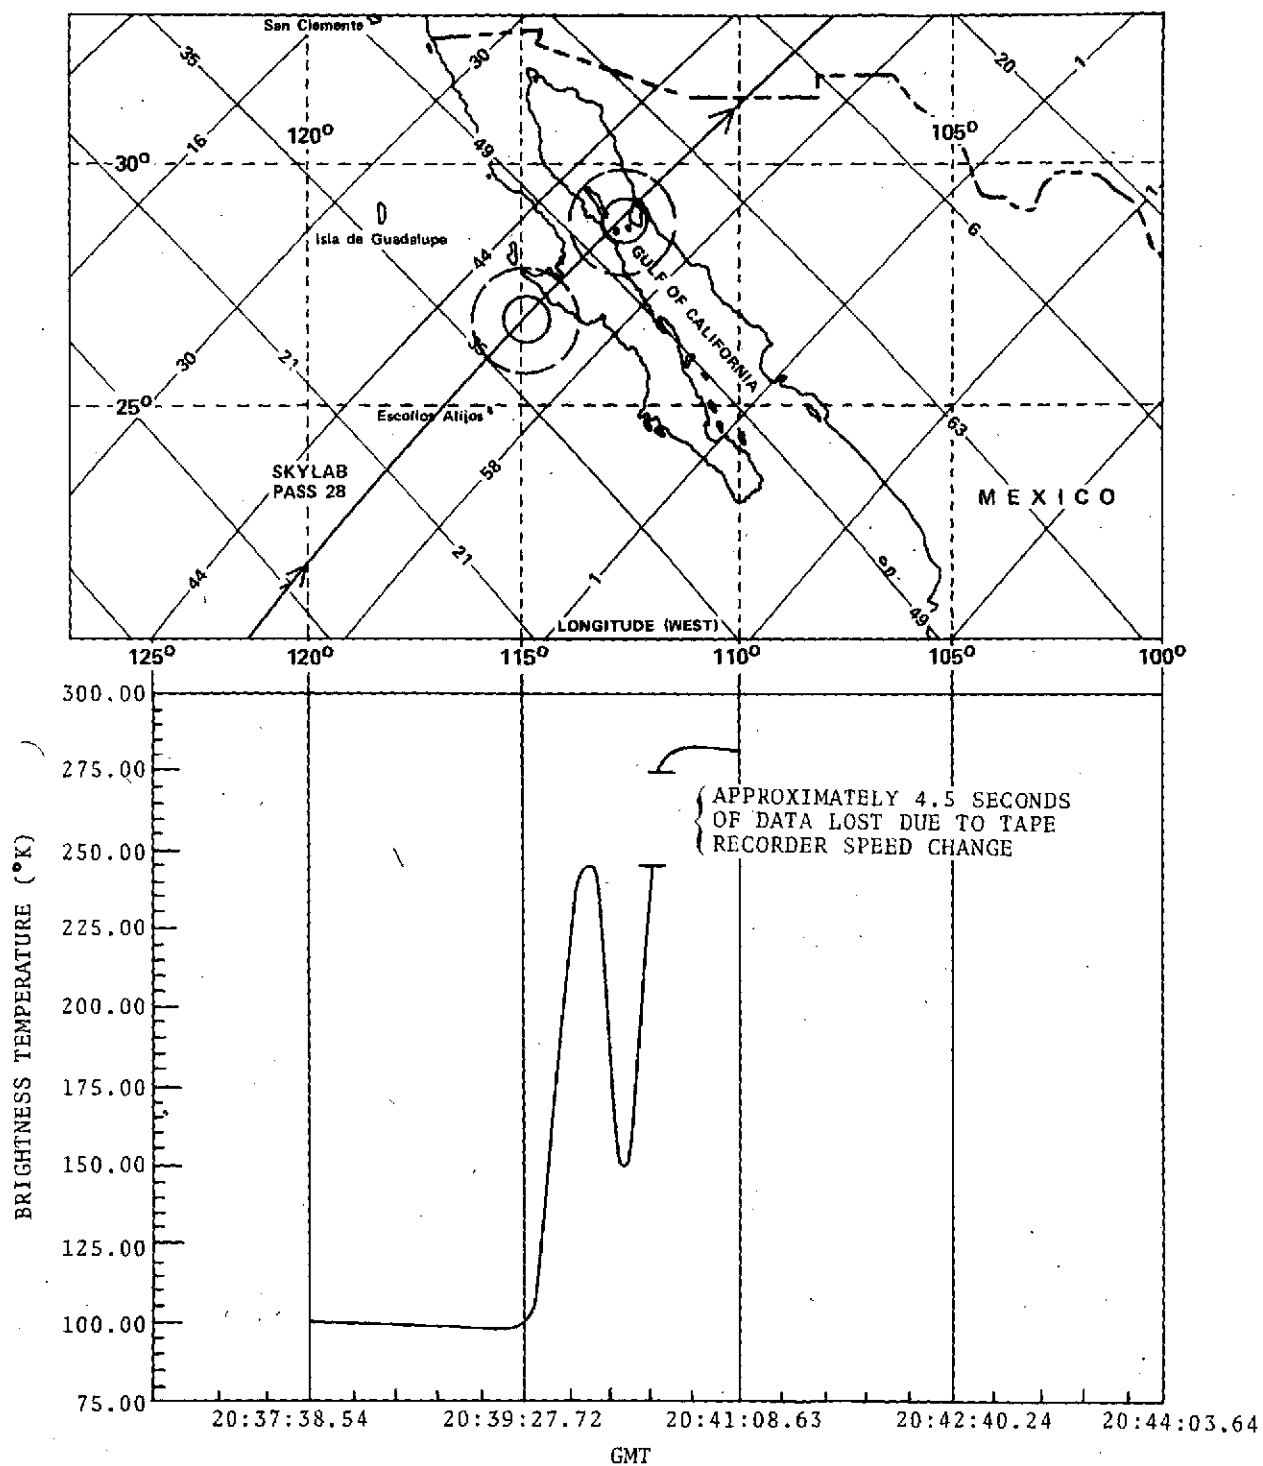 San Clemente
35
30
20
1
16
120°
105°
30°
49
1
Isla de Guadalupe
6
44
GULF OF CALIFORNIA
35
30
21
25°
Escollos Alijos
63
SKYLAB
PASS 28
58
MEXICO
44
21
1
49
LONGITUDE (WEST)
125° 120° 115° 110° 105° 100°
300.00
275.00
APPROXIMATELY 4.5 SECONDS
OF DATA LOST DUE TO TAPE
RECORDER SPEED CHANGE
250.00
225.00
200.00
175.00
150.00
125.00
100.00
75.00
BRIGHTNESS TEMPERATURE (°K)
20:37:38.54 20:39:27.72 20:41:08.63 20:42:40.24 20:44:03.64
GMT